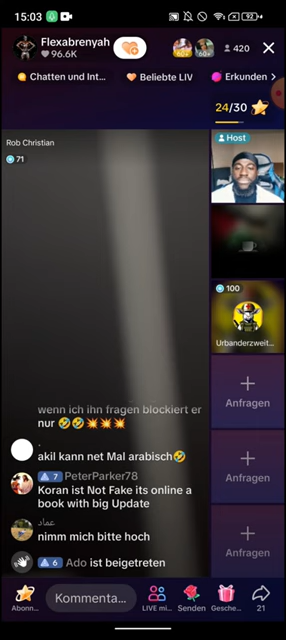 15:03
92
Flexabrenyah
96.6K
60+
60+
420
Chatten und Int...
Beliebte LIV
Erkunden
24/30
Rob Christian
71
Host
100
Urbanderzweit...
Anfragen
Anfragen
Anfragen
wenn ich ihn fragen blockiert er
nur 🤣🤣💥💥💥
.
akil kann net Mal arabisch🤣
7 PeterParker78
Koran ist Not Fake its online a
book with big Update
عماد
nimm mich bitte hoch
6 Ado ist beigetreten
Abonn...
Kommenta...
LIVE mi...
Senden
Gesche...
21